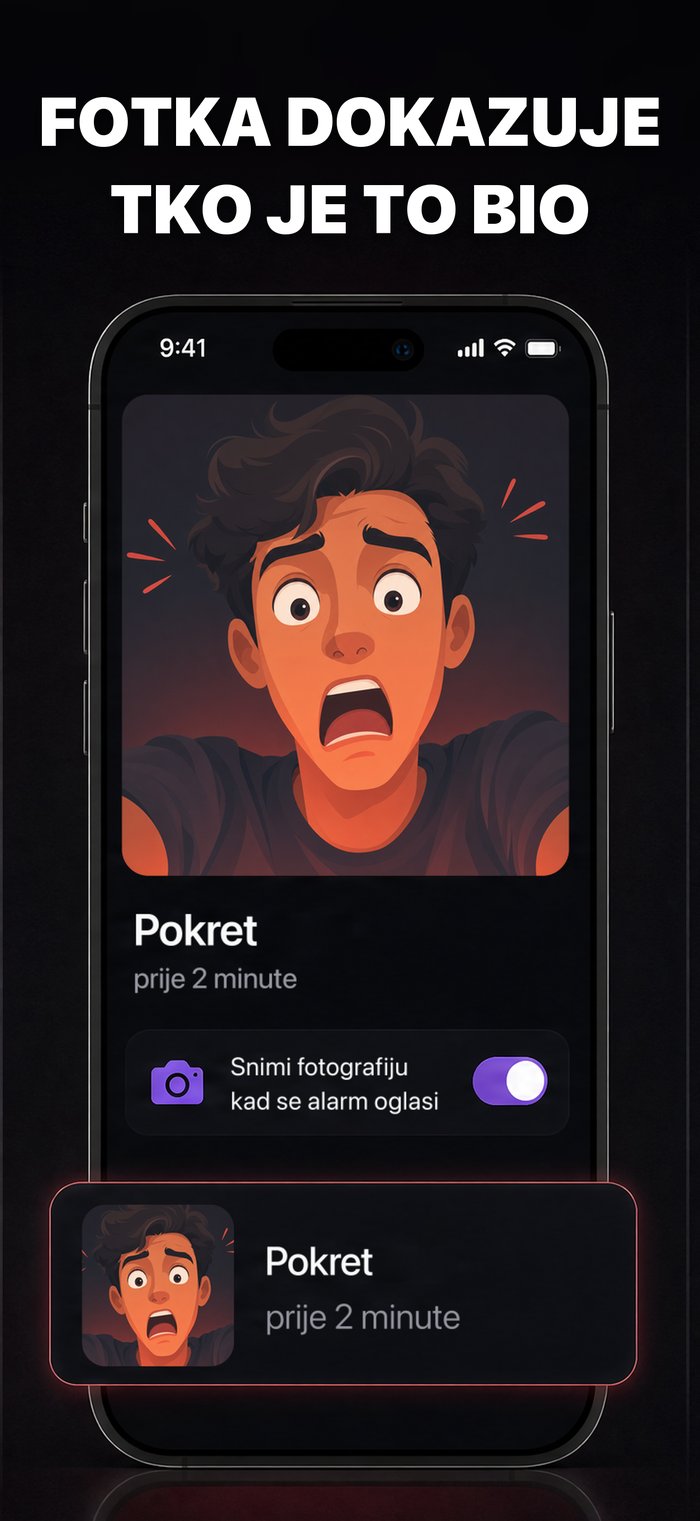 FOTKA DOKAZUJE
TKO JE TO BIO
9:41
Pokret
prije 2 minute
Snimi fotografiju
kad se alarm oglasi
Pokret
prije 2 minute